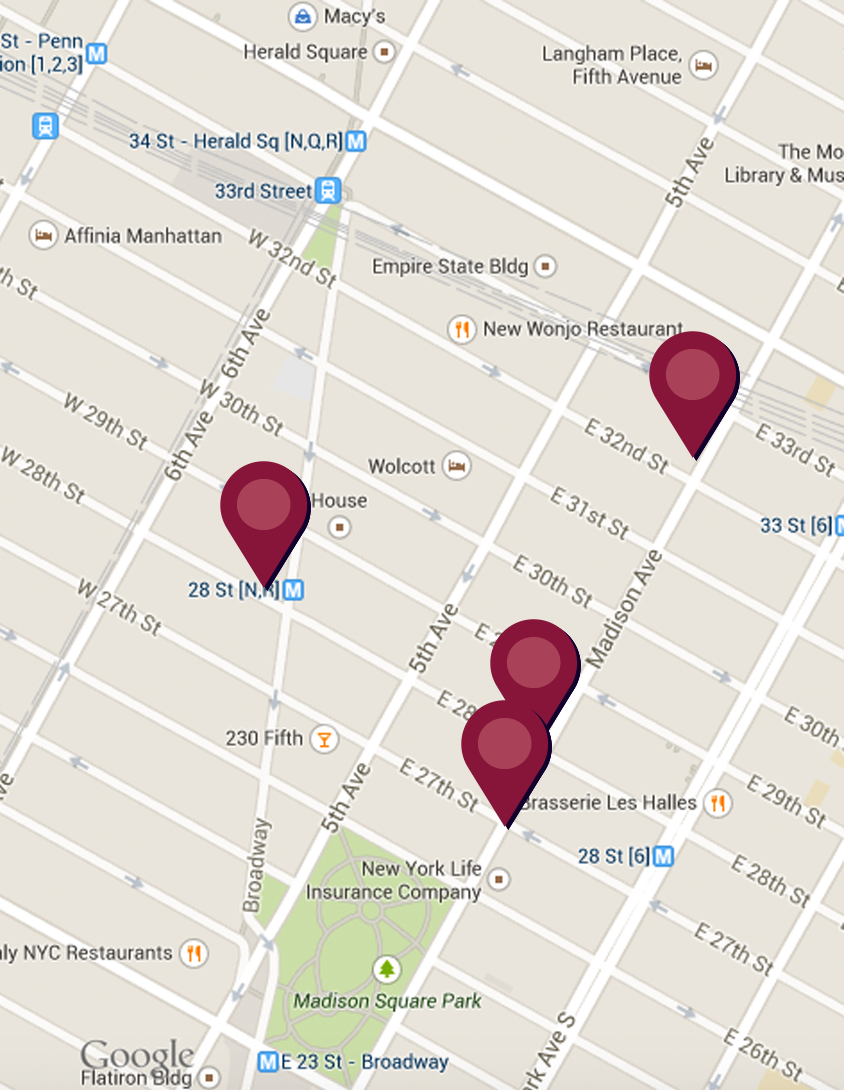 Macy's
St - Penn
ion [1,2,3]
Herald Square
Langham Place,
Fifth Avenue
34 St - Herald Sq [N,Q,R]
5th Ave
The Mo
Library & Mus
33rd Street
Affinia Manhattan
W 32nd St
Empire State Bldg
th St
6th Ave
New Wonjo Restaurant
W 30th St
W 29th St
6th Ave
E 32nd St
E 33rd St
W 28th St
Wolcott
House
E 31st St
33 St [6]
28 St [N,R]
E 30th St
W 27th St
Madison Ave
5th Ave
E 28
E 30th
230 Fifth
E 27th St
5th Ave
E 29th St
Brasserie Les Halles
28 St [6]
Broadway
New York Life
Insurance Company
E 28th St
E 27th St
ly NYC Restaurants
Madison Square Park
Google
E 23 St - Broadway
E 26th St
ark Ave S
Flatiron Bldg